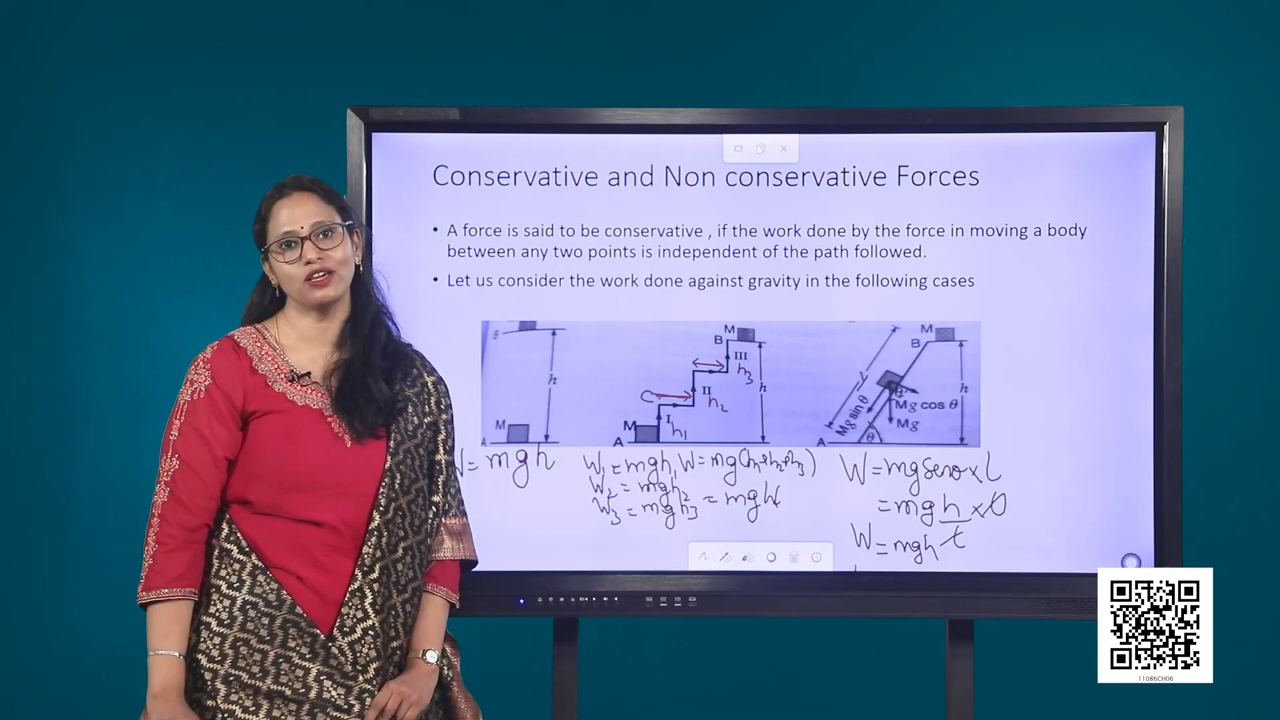 Conservative and Non conservative Forces
• A force is said to be conservative , if the work done by the force in moving a body
between any two points is independent of the path followed.
• Let us consider the work done against gravity in the following cases
B
h
M
A
M
B
III
h3
h
C
II
h2
I
h1
M
A
M
B
h
Mg sin θ
θ
Mg cos θ
Mg
θ
A
W = mgh
W1 = mgh1 W = mg(h1+h2+h3)
W2 = mgh2
= mgh
W3 = mgh3
W = mg sinθ × l
= mg h × l
l
W = mgh
11086CH06